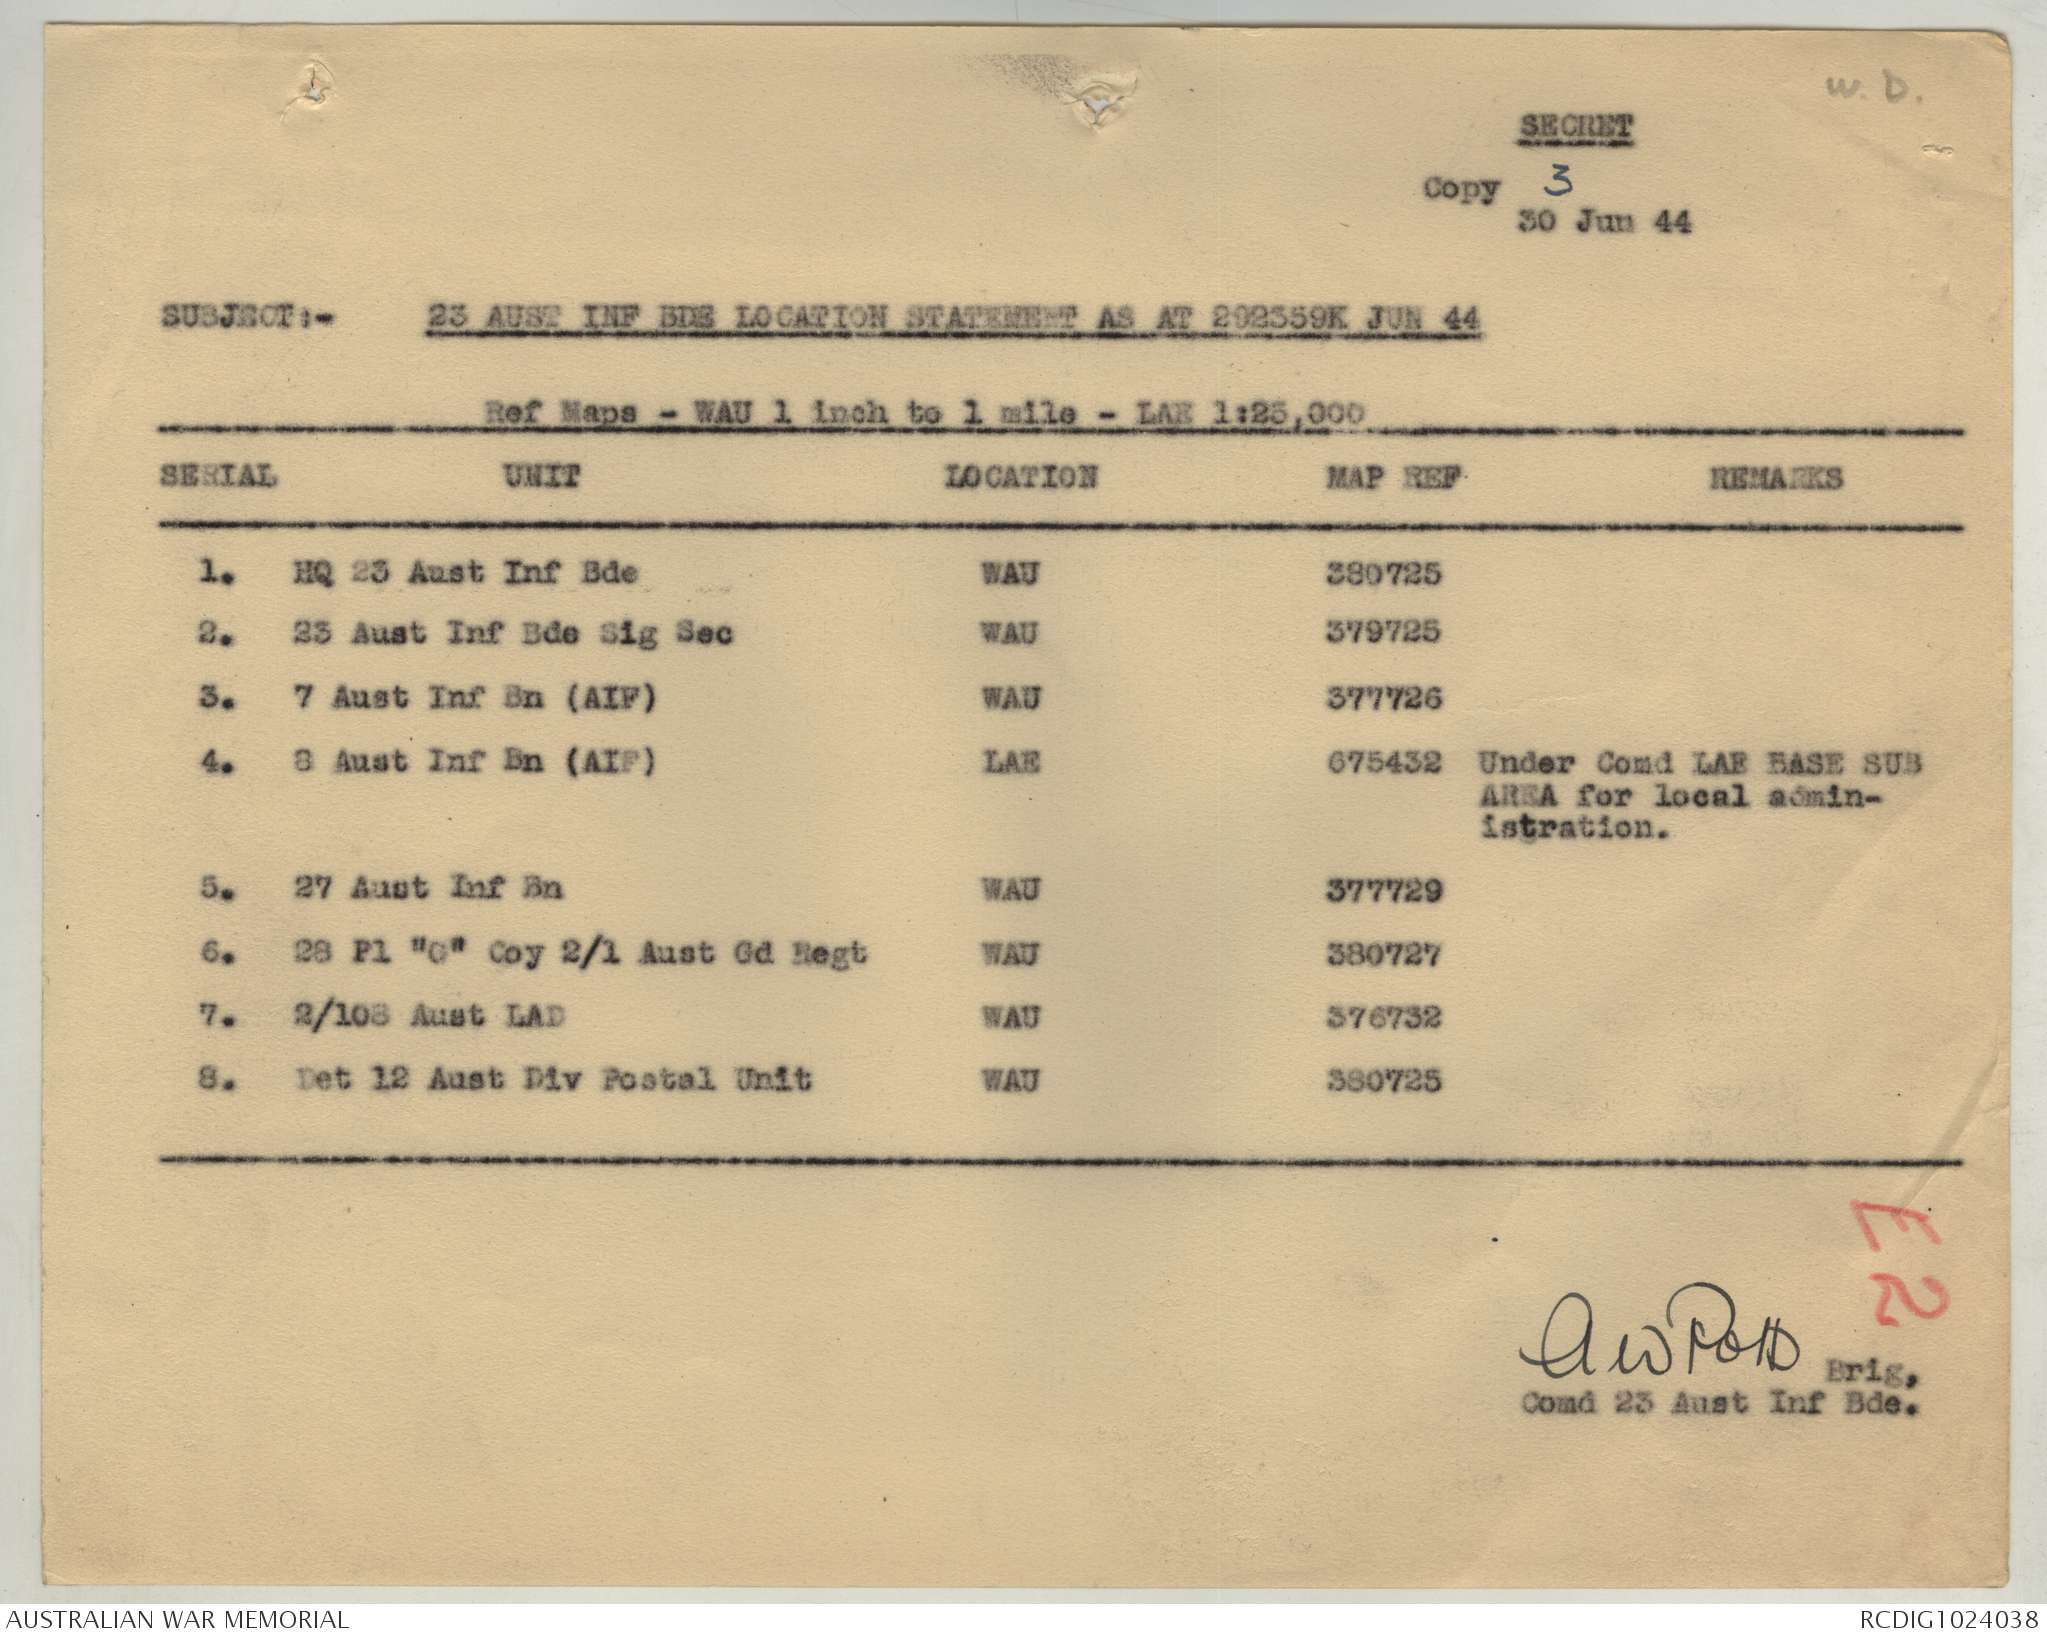 W. D.
SECRET
Copy 3
30 Jun 44
SUBJECT:- 23 AUST INF BDE LOCATION STATEMENT AS AT 292359K JUN 44
Ref Maps - WAU 1 inch to 1 mile - LAE 1:25,000
SERIAL UNIT LOCATION MAP REF REMARKS
1. HQ 23 Aust Inf Bde WAU 380725
2. 23 Aust Inf Bde Sig Sec WAU 379725
3. 7 Aust Inf Bn (AIF) WAU 377726
4. 8 Aust Inf Bn (AIF) LAE 675432 Under Comd LAE BASE SUB
AREA for local admin-
istration.
5. 27 Aust Inf Bn WAU 377729
6. 28 Pl "G" Coy 2/1 Aust Gd Regt WAU 380727
7. 2/108 Aust LAD WAU 376732
8. Det 12 Aust Div Postal Unit WAU 380725
AW Potts Brig,
Comd 23 Aust Inf Bde.
AUSTRALIAN WAR MEMORIAL RCDIG1024038